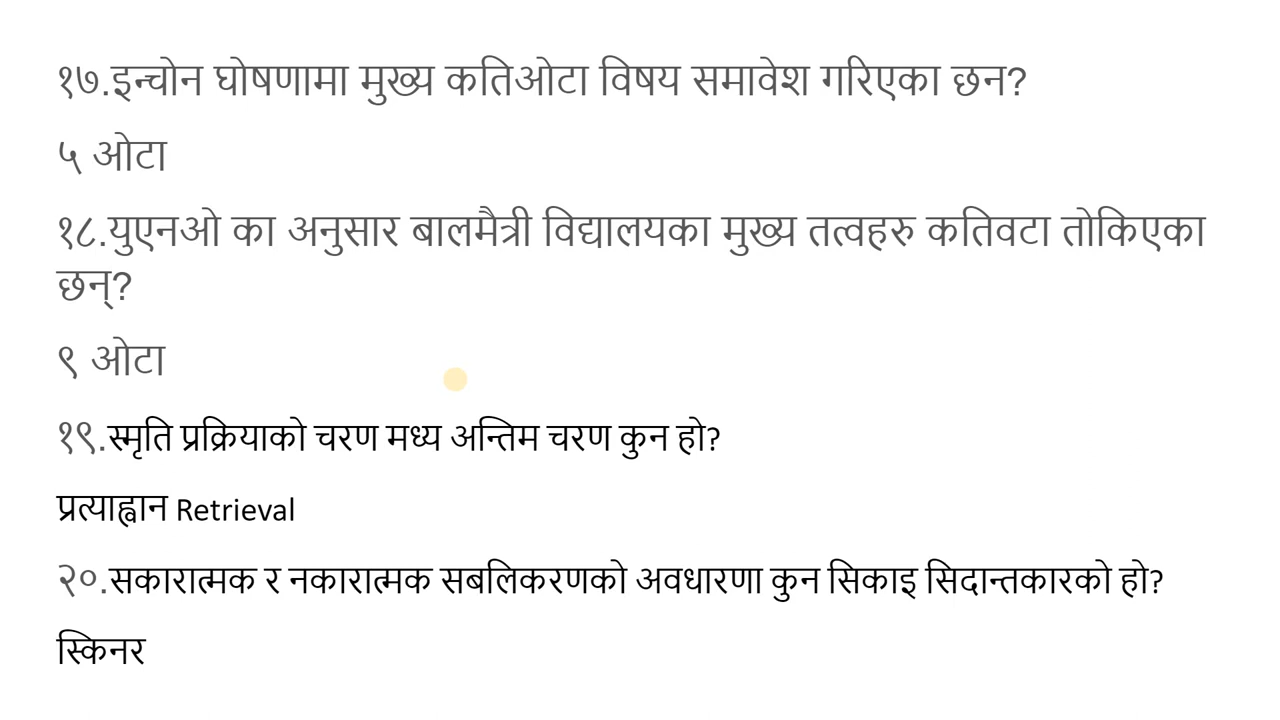 १७.इन्चोन घोषणामा मुख्य कतिओटा विषय समावेश गरिएका छन?
५ ओटा
१८.युएनओ का अनुसार बालमैत्री विद्यालयका मुख्य तत्वहरु कतिवटा तोकिएका
छन्?
९ ओटा
१९.स्मृति प्रक्रियाको चरण मध्य अन्तिम चरण कुन हो?
प्रत्याह्वान Retrieval
२०.सकारात्मक र नकारात्मक सबलिकरणको अवधारणा कुन सिकाइ सिदान्तकारको हो?
स्किनर